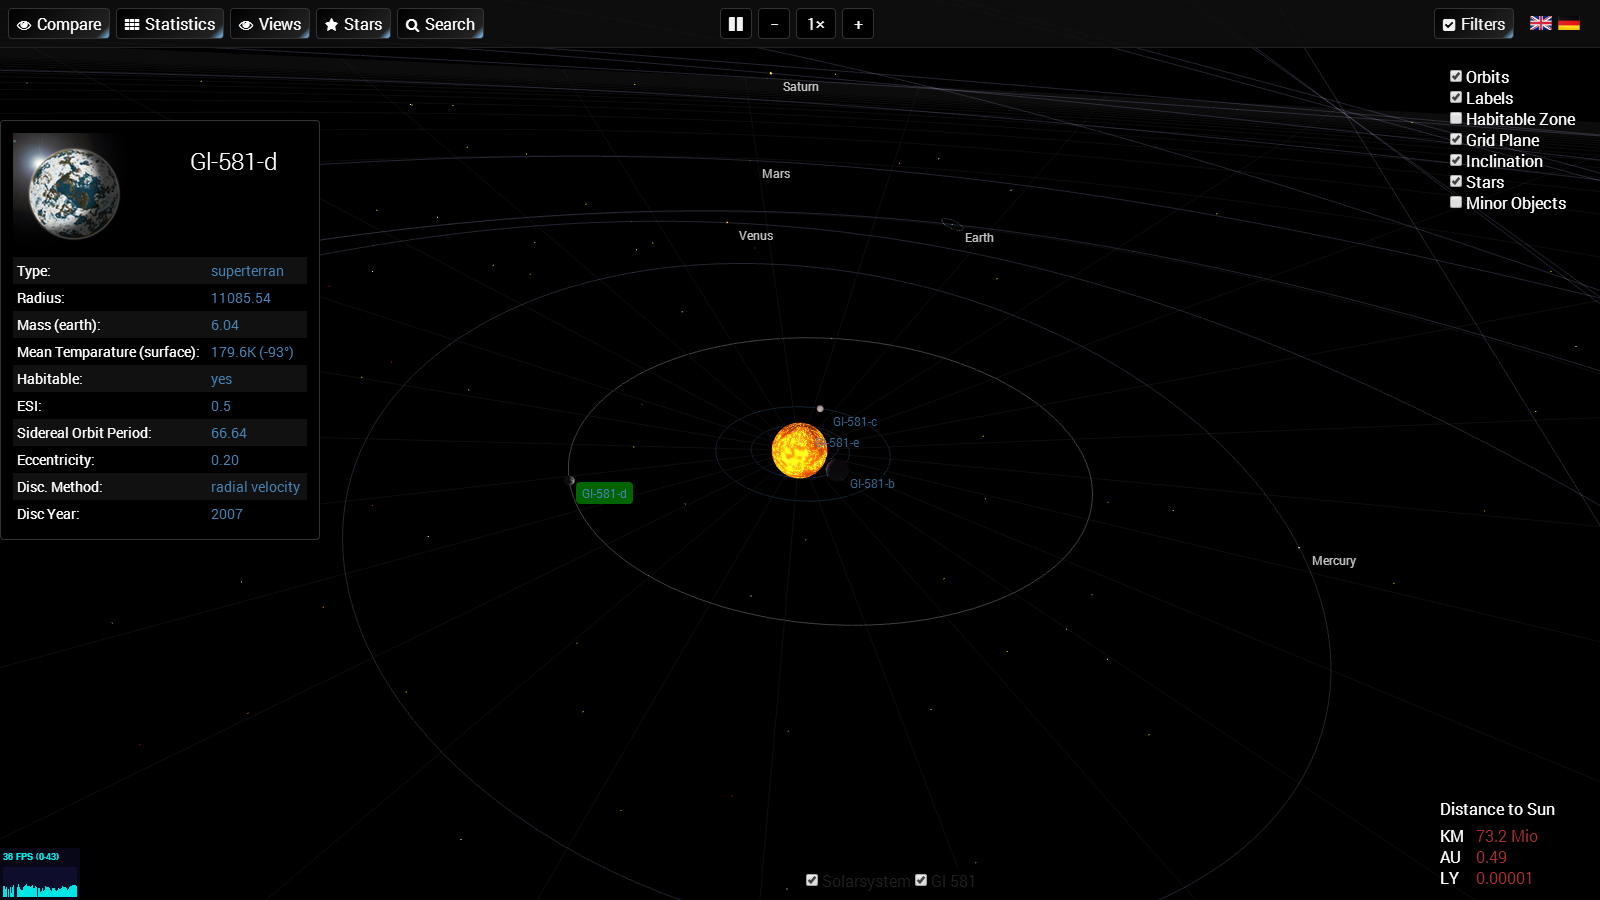 Compare Statistics Views Stars Search
− 1× +
Filters
Orbits
Labels
Habitable Zone
Grid Plane
Inclination
Stars
Minor Objects
Gl-581-d
Type: superterran
Radius: 11085.54
Mass (earth): 6.04
Mean Temparature (surface): 179.6K (-93°)
Habitable: yes
ESI: 0.5
Sidereal Orbit Period: 66.64
Eccentricity: 0.20
Disc. Method: radial velocity
Disc Year: 2007
Saturn
Mars
Venus
Earth
Gl-581-c
Gl-581-e
Gl-581-b
Gl-581-d
Mercury
Distance to Sun
KM 73.2 Mio
AU 0.49
LY 0.00001
36 FPS (0-43)
Solarsystem Gl 581